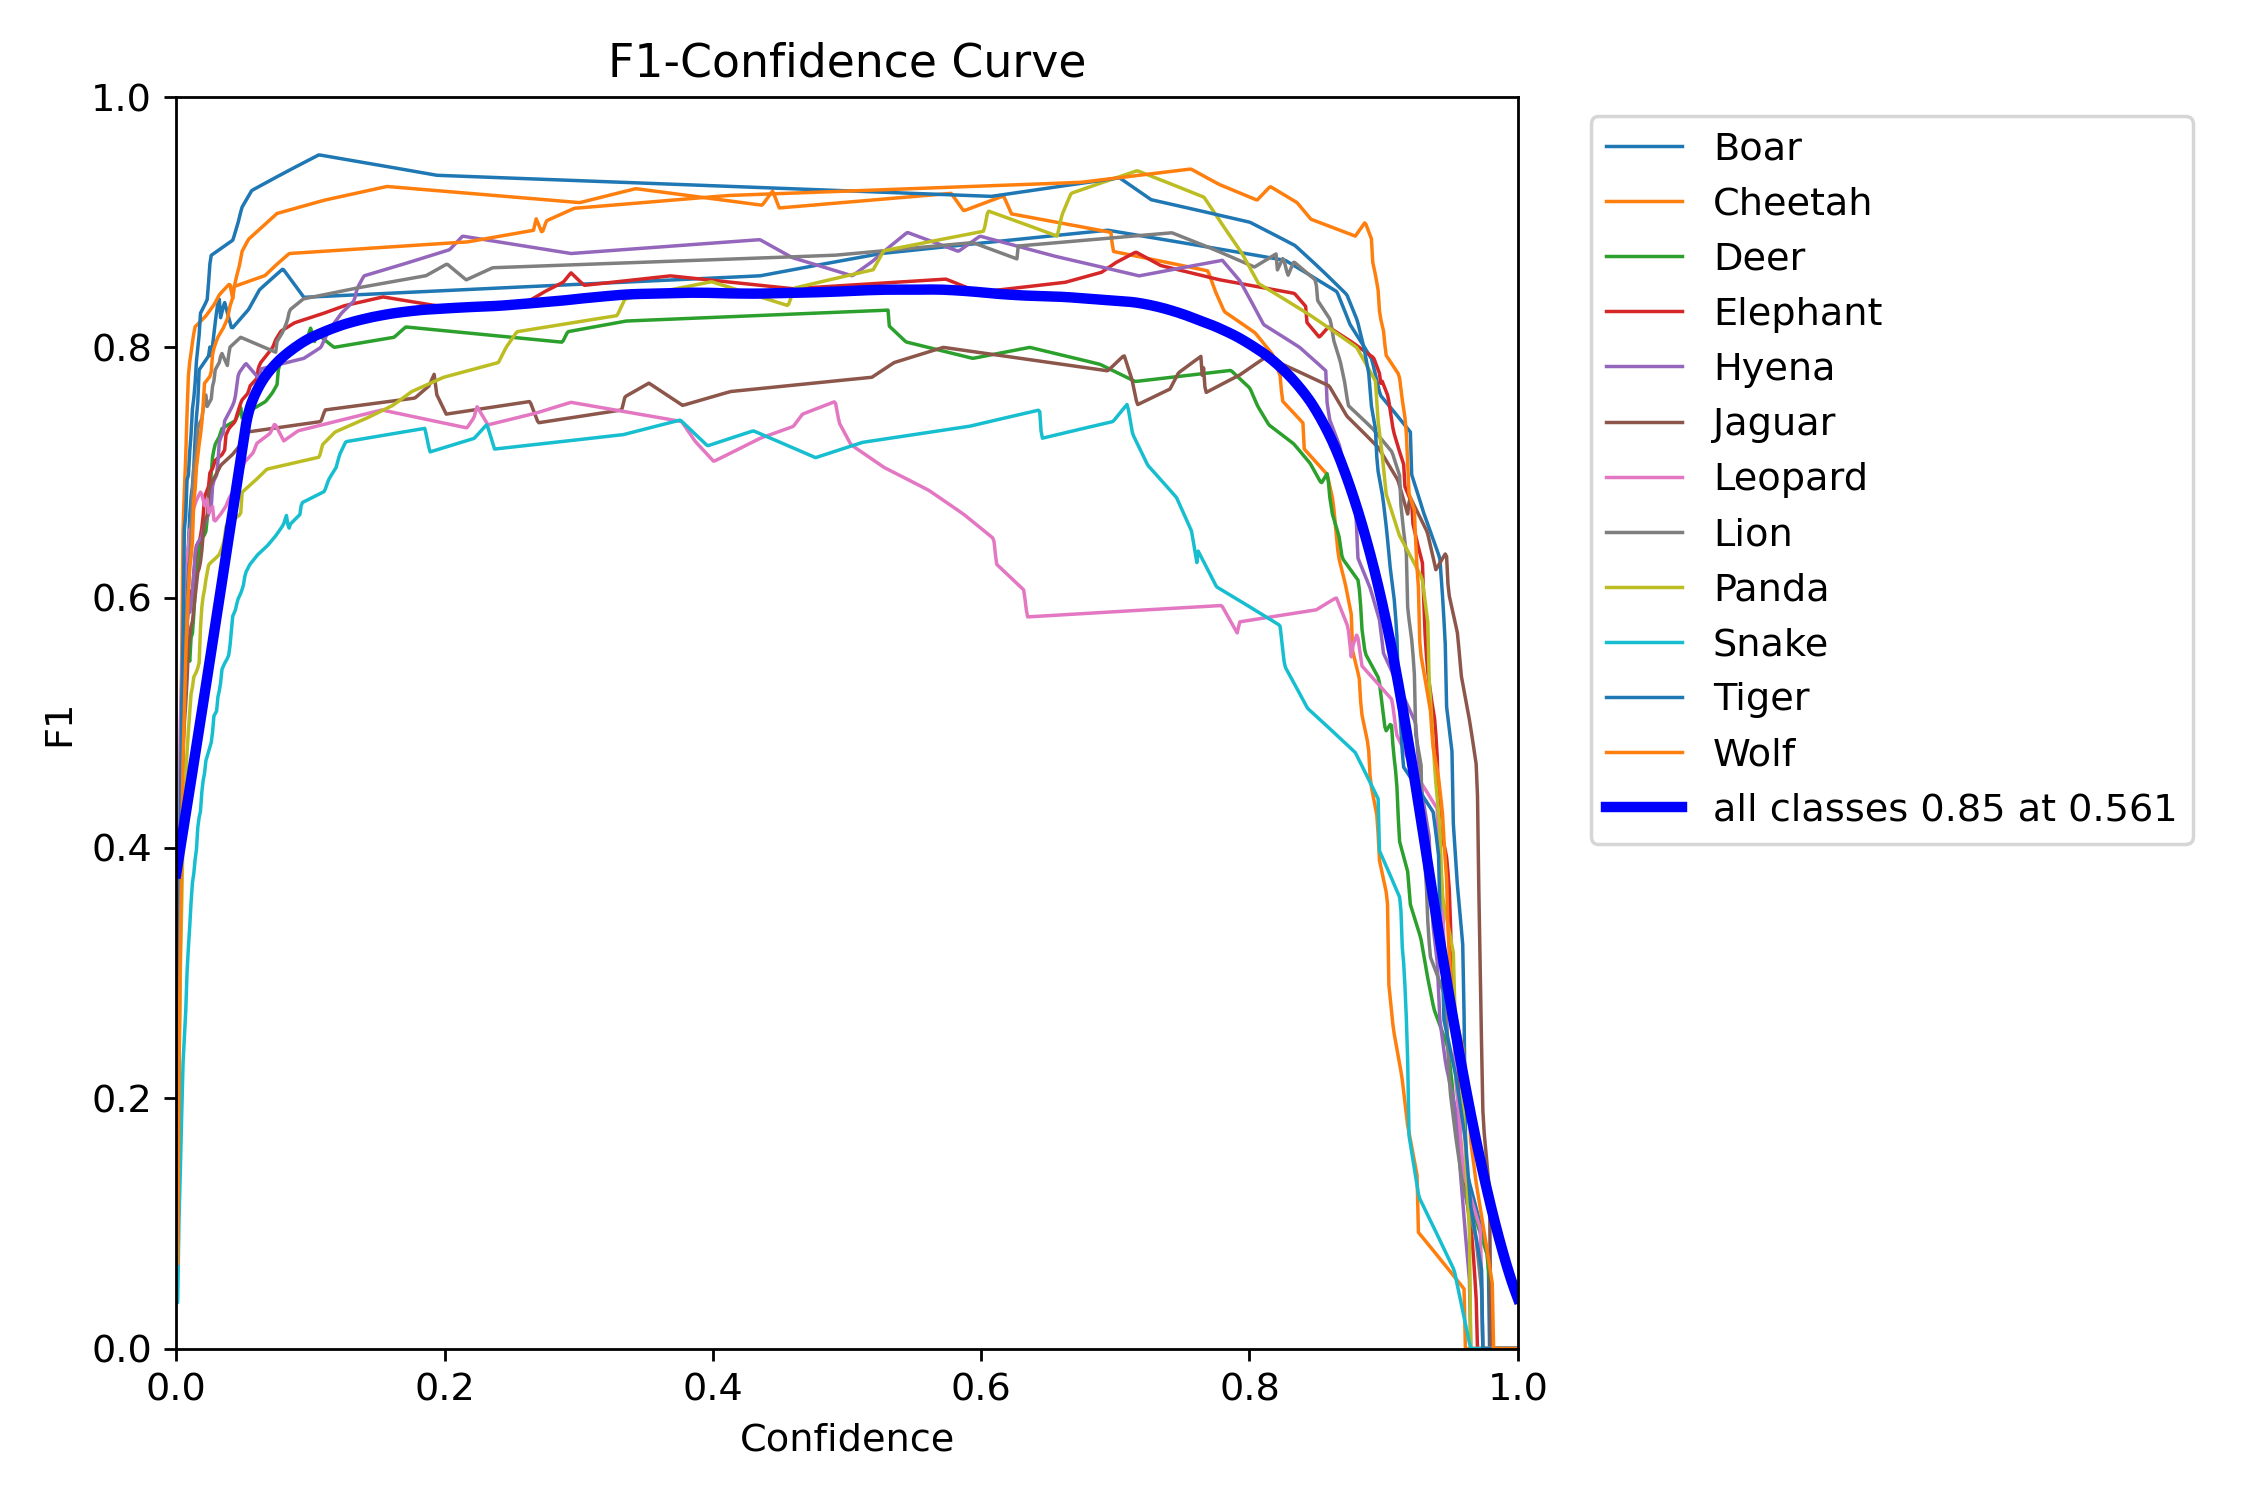 F1-Confidence Curve
1.0
0.8
0.6
0.4
0.2
0.0
F1
0.0 0.2 0.4 0.6 0.8 1.0
Confidence
Boar
Cheetah
Deer
Elephant
Hyena
Jaguar
Leopard
Lion
Panda
Snake
Tiger
Wolf
all classes 0.85 at 0.561